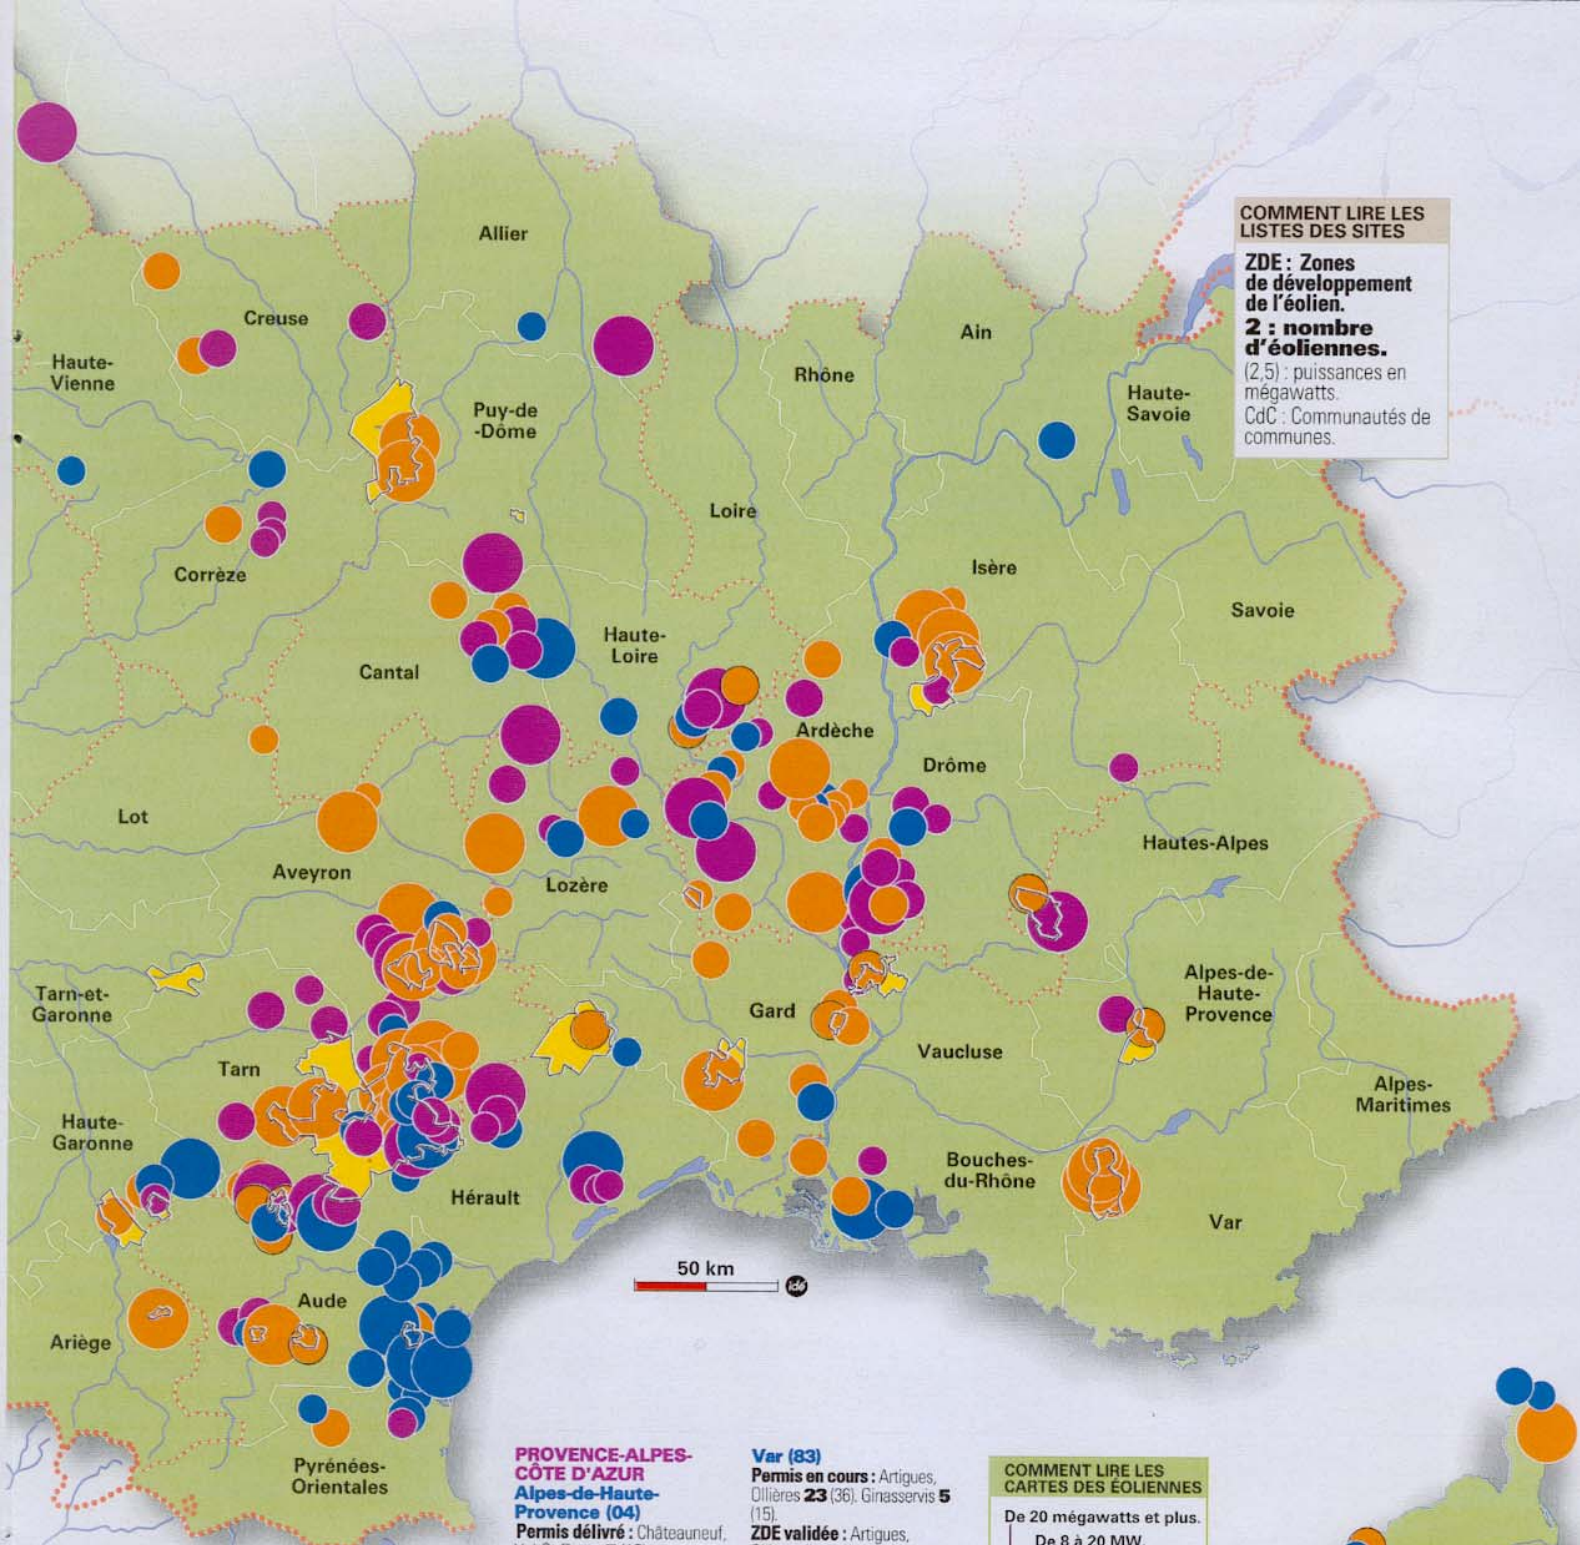 Allier
Creuse
Haute-
Vienne
Puy-de
-Dôme
Ain
Rhône
Haute-
Savoie
COMMENT LIRE LES
LISTES DES SITES
ZDE : Zones
de développement
de l'éolien.
2 : nombre
d'éoliennes.
(2,5) : puissances en
mégawatts.
CdC : Communautés de
communes.
Loire
Corrèze
Isère
Savoie
Haute-
Loire
Cantal
Ardèche
Drôme
Lot
Hautes-Alpes
Aveyron
Lozère
Tarn-et-
Garonne
Gard
Alpes-de-
Haute-
Provence
Vaucluse
Tarn
Alpes-
Maritimes
Haute-
Garonne
Hérault
Bouches-
du-Rhône
Var
50 km
idé
Aude
Ariège
Pyrénées-
Orientales
PROVENCE-ALPES-
CÔTE D'AZUR
Alpes-de-Haute-
Provence (04)
Permis délivré : Châteauneuf,
Var (83)
Permis en cours : Artigues,
Ollières 23 (36). Ginasservis 5
(15).
ZDE validée : Artigues,
COMMENT LIRE LES
CARTES DES ÉOLIENNES
De 20 mégawatts et plus.
De 8 à 20 MW.